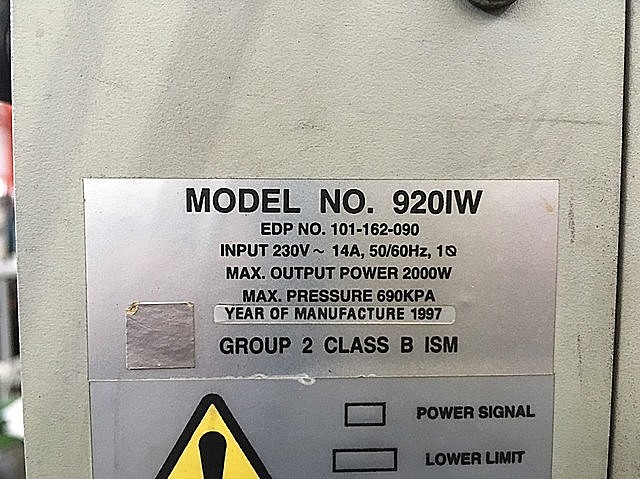 MODEL NO. 920IW
EDP NO. 101-162-090
INPUT 230V ~ 14A, 50/60Hz, 1⦰
MAX. OUTPUT POWER 2000W
MAX. PRESSURE 690KPA
YEAR OF MANUFACTURE 1997
GROUP 2 CLASS B ISM
POWER SIGNAL
LOWER LIMIT